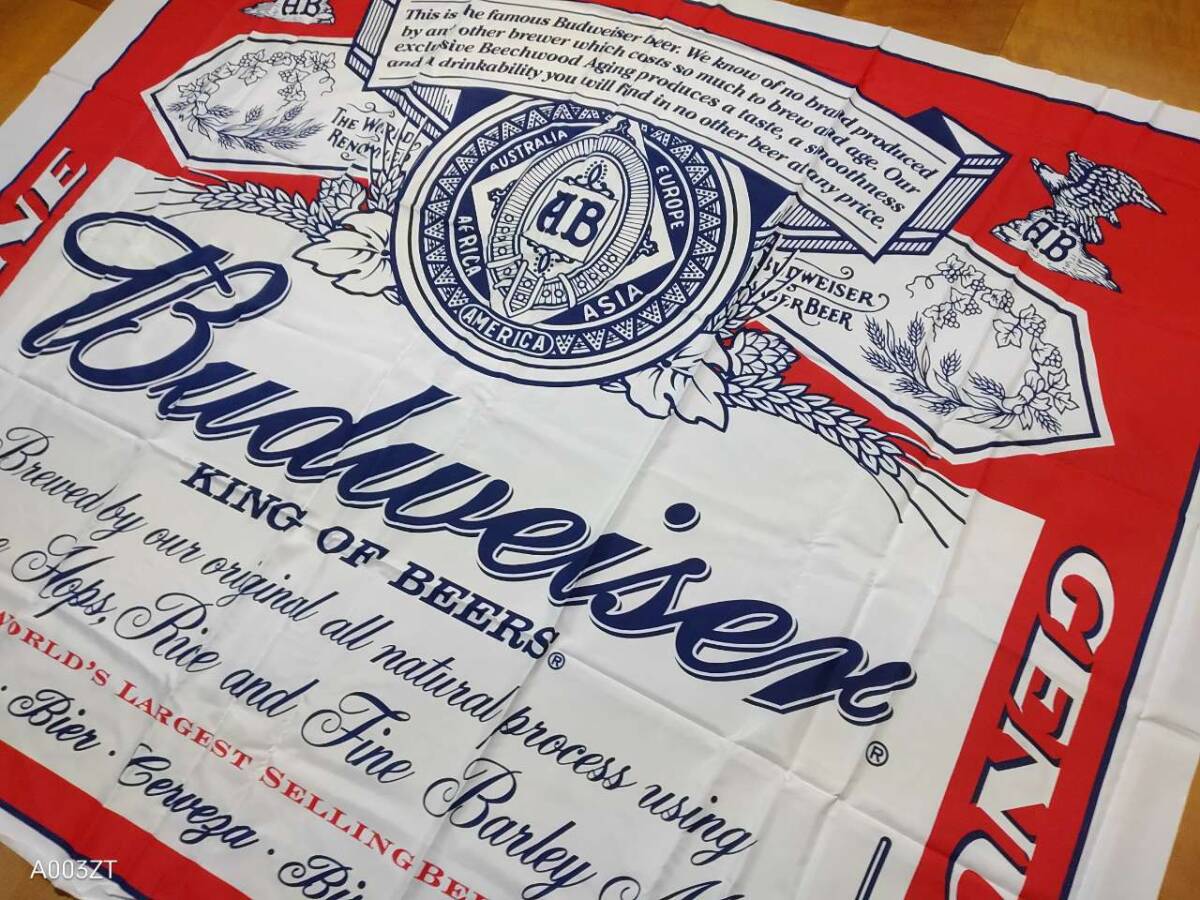 AB
This is the famous Budweiser beer. We know of no brand produced
by any other brewer which costs so much to brew and age. Our
exclusive Beechwood Aging produces a taste, a smoothness
and a drinkability you will find in no other beer at any price.
THE WORLD
RENOWNED
AUSTRALIA
EUROPE
AFRICA
AB
ASIA
AMERICA
AB
BUDWEISER
LAGER BEER
Budweiser®
KING OF BEERS®
Brewed by our original all natural process using
Hops, Rice and Fine Barley
WORLD'S LARGEST SELLING BEER
· Bier · Cerveza ·
GENU
A003ZT